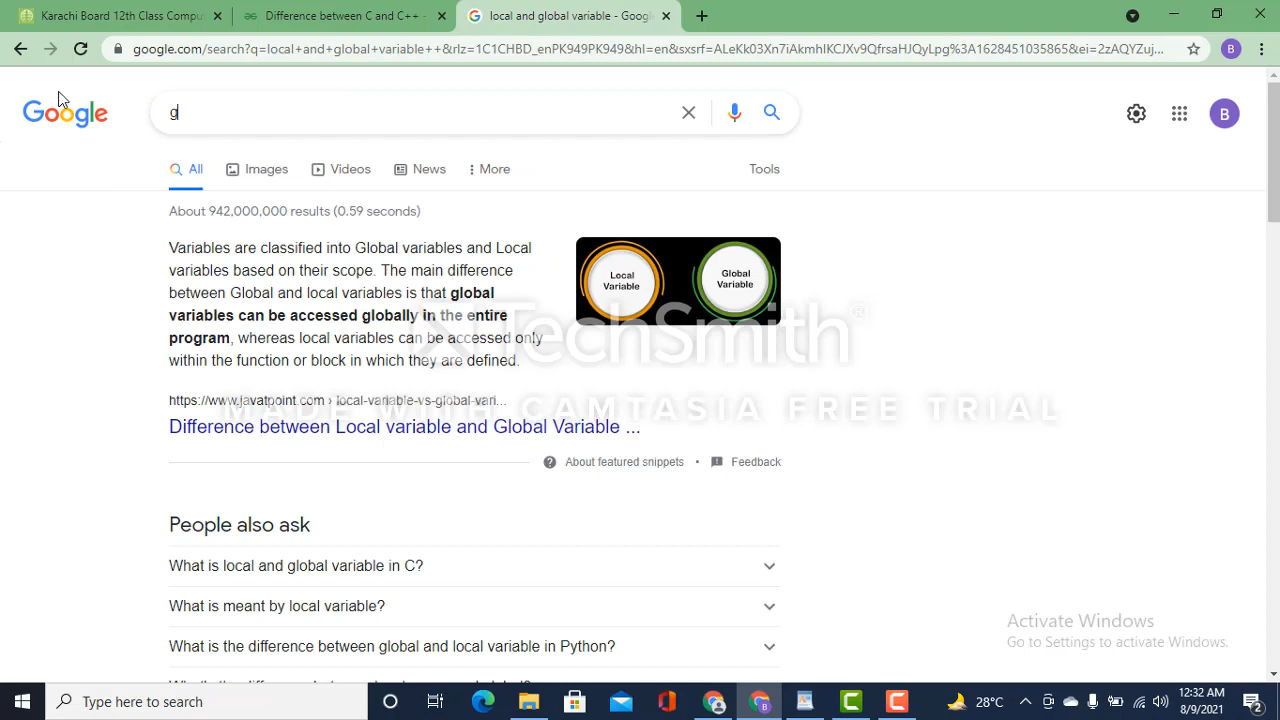 Karachi Board 12th Class Comp
Difference between C and C++ -
local and global variable - Goog
google.com/search?q=local+and+global+variable++&rlz=1C1CHBD_enPK949PK949&hl=en&sxsrf=ALeKk03Xn7iAkmhlKCJXv9QfrsaHJQyLpg%3A1628451035865&ei=2zAQYZuj...
B
Google
g
B
All
Images
Videos
News
More
Tools
About 942,000,000 results (0.59 seconds)
Variables are classified into Global variables and Local
variables based on their scope. The main difference
between Global and local variables is that global
variables can be accessed globally in the entire
program, whereas local variables can be accessed only
within the function or block in which they are defined.
Local
Variable
Global
Variable
TechSmith®
MADE WITH CAMTASIA FREE TRIAL
https://www.javatpoint.com › local-variable-vs-global-vari...
Difference between Local variable and Global Variable ...
About featured snippets • Feedback
People also ask
What is local and global variable in C?
What is meant by local variable?
What is the difference between global and local variable in Python?
Activate Windows
Go to Settings to activate Windows.
Type here to search
28°C
12:32 AM
8/9/2021
2